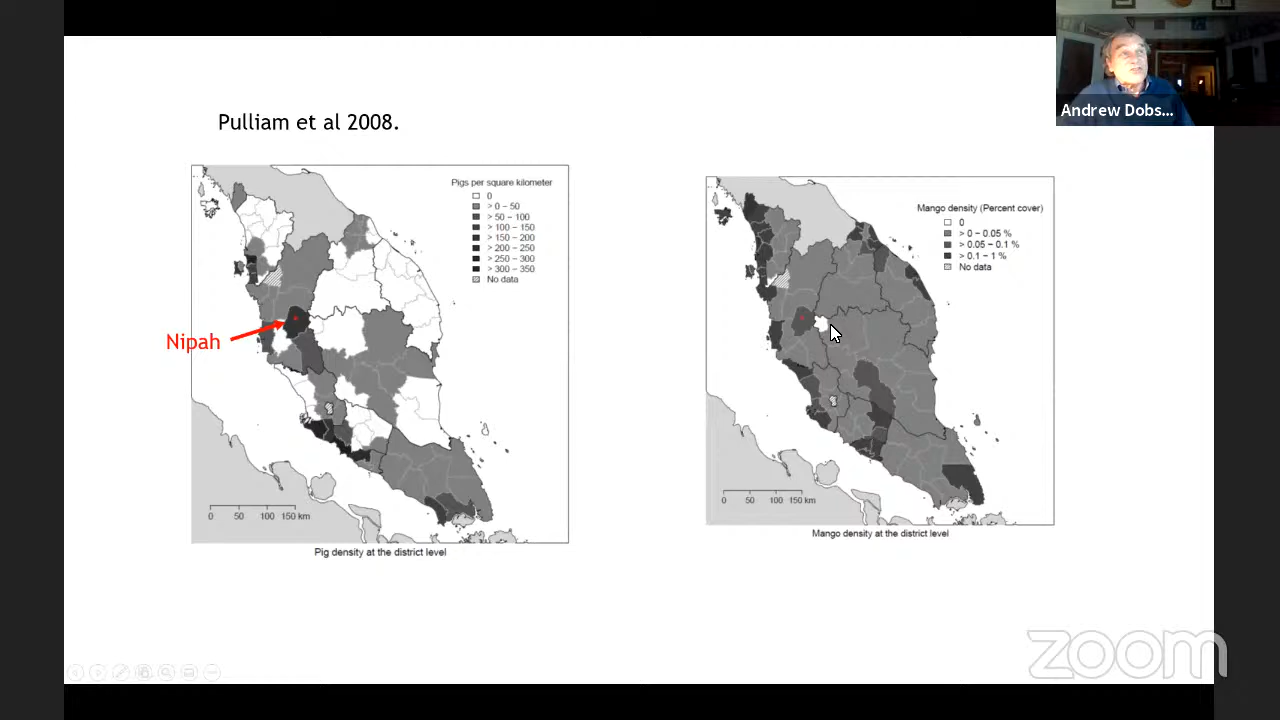 Andrew Dobs...
Pulliam et al 2008.
Pigs per square kilometer
0
> 0 – 50
> 50 – 100
> 100 – 150
> 150 – 200
> 200 – 250
> 250 – 300
> 300 – 350
No data
Nipah
0 50 100 150 km
Pig density at the district level
Mango density (Percent cover)
0
> 0 – 0.05 %
> 0.05 – 0.1 %
> 0.1 – 1 %
No data
0 50 100 150 km
Mango density at the district level
zoom